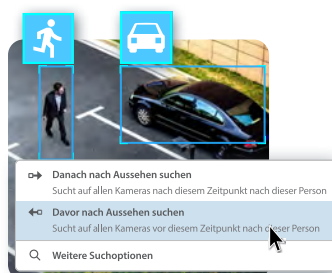 Danach nach Aussehen suchen
Sucht auf allen Kameras nach diesem Zeitpunkt nach dieser Person
Davor nach Aussehen suchen
Sucht auf allen Kameras vor diesem Zeitpunkt nach dieser Person
Weitere Suchoptionen